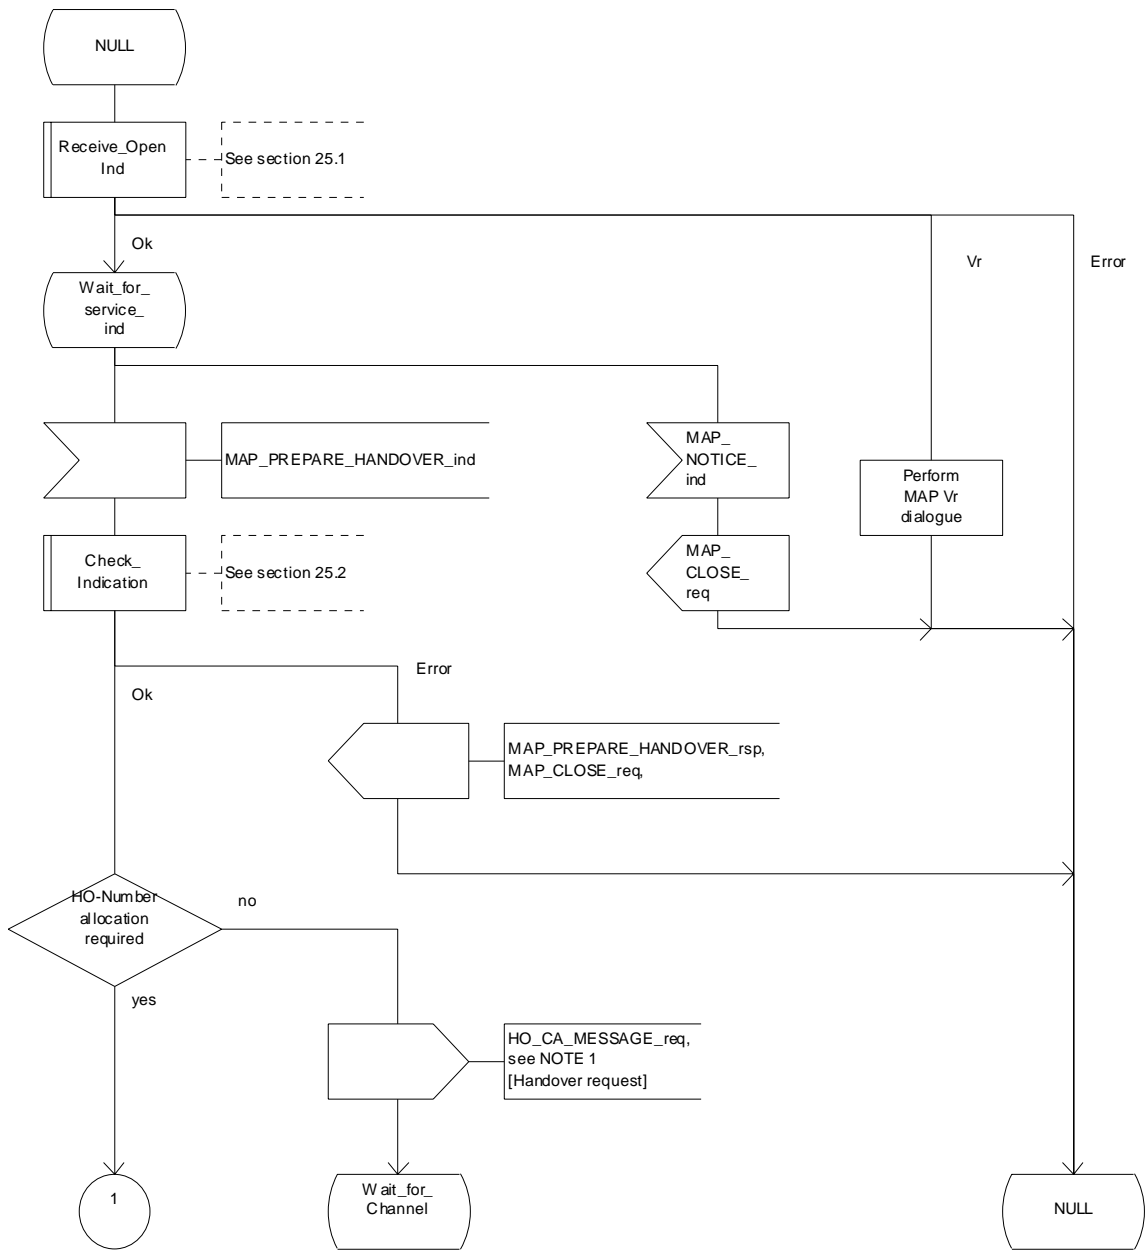 NULL
Receive_Open
Ind
See section 25.1
Ok
Vr
Error
Wait_for_
service_
ind
MAP_PREPARE_HANDOVER_ind
MAP_
NOTICE_
ind
Perform
MAP Vr
dialogue
Check_
Indication
See section 25.2
MAP_
CLOSE_
req
Error
Ok
MAP_PREPARE_HANDOVER_rsp,
MAP_CLOSE_req,
HO-Number
allocation
required
no
yes
HO_CA_MESSAGE_req,
see NOTE 1
[Handover request]
1
Wait_for_
Channel
NULL